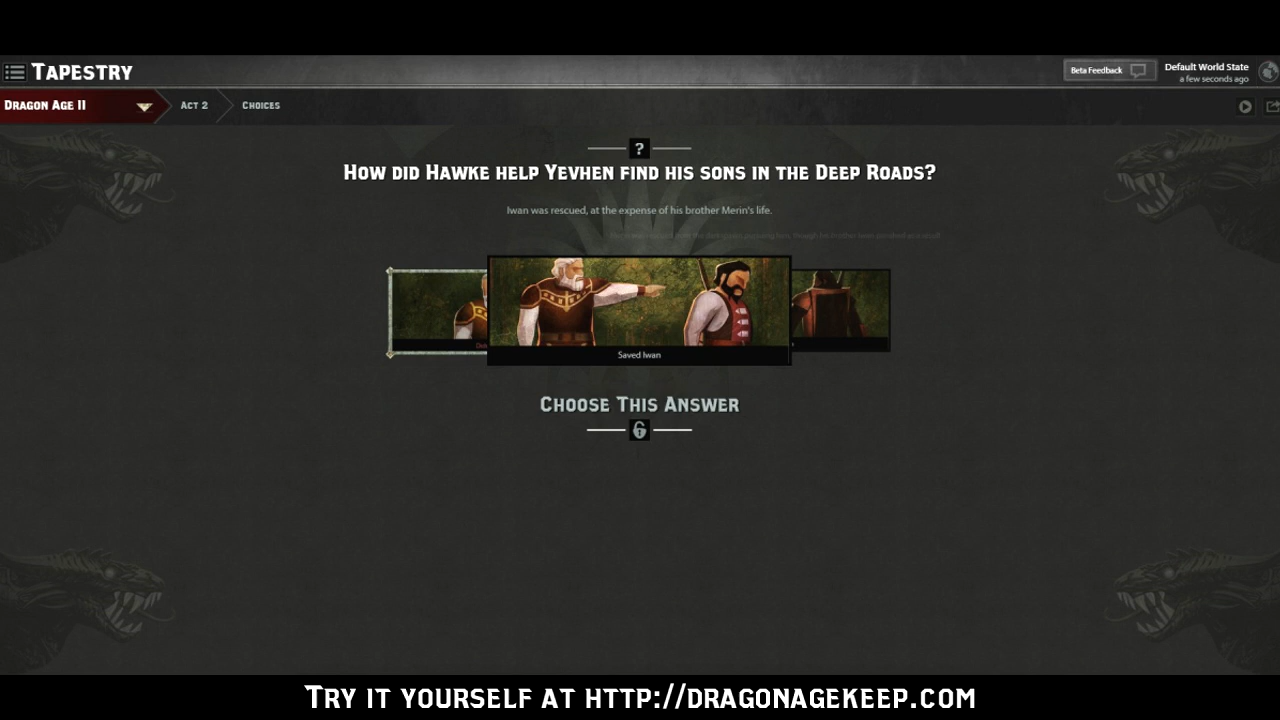 Tapestry
Beta Feedback
Default World State
a few seconds ago
Dragon Age II
Act 2
Choices
?
How did Hawke help Yevhen find his sons in the Deep Roads?
Iwan was rescued, at the expense of his brother Merin's life.
Saved Iwan
Choose This Answer
Try it yourself at http://dragonagekeep.com